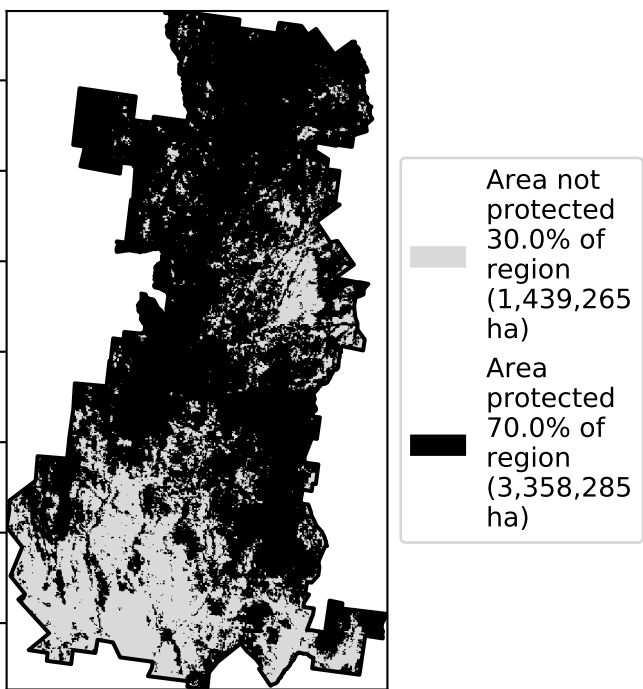 Area not
protected
30.0% of
region
(1,439,265
ha)
Area
protected
70.0% of
region
(3,358,285
ha)